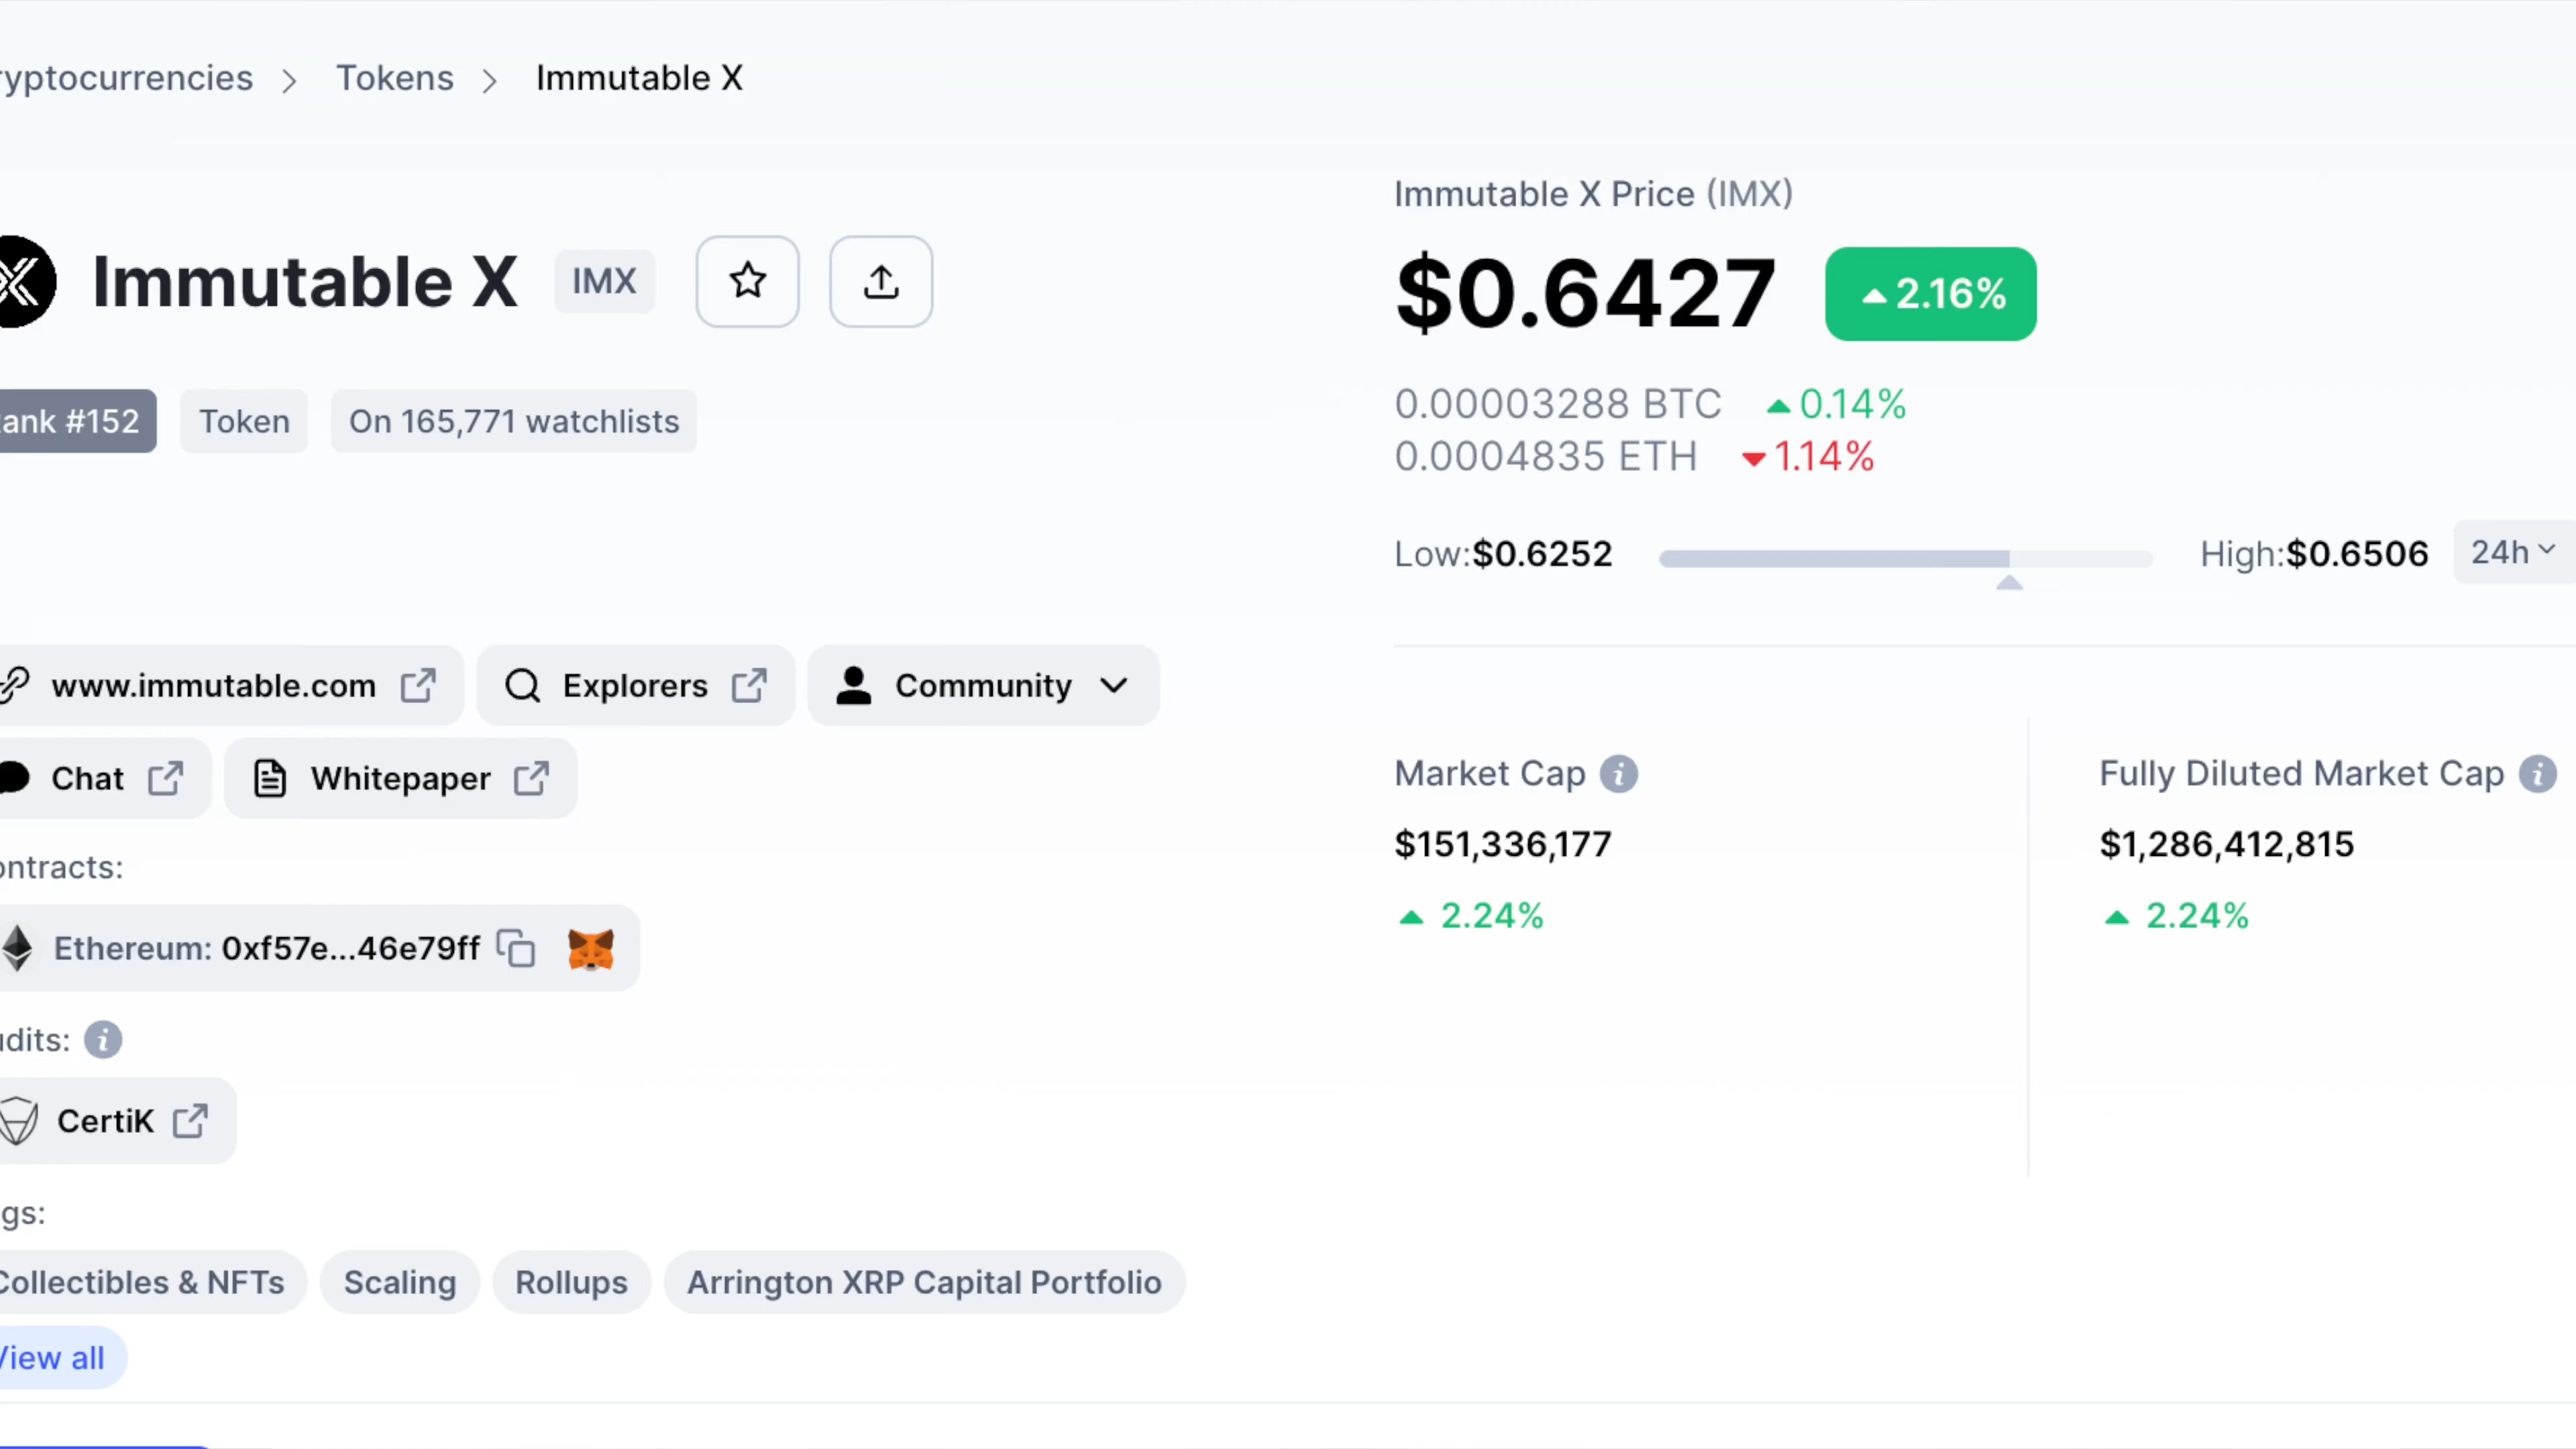 ryptocurrencies > Tokens > Immutable X
Immutable X IMX
ank #152 Token On 165,771 watchlists
www.immutable.com Explorers Community
Chat Whitepaper
ontracts:
Ethereum: 0xf57e...46e79ff
dits:
CertiK
gs:
Collectibles & NFTs Scaling Rollups Arrington XRP Capital Portfolio
View all
Immutable X Price (IMX)
$0.6427 2.16%
0.00003288 BTC 0.14%
0.0004835 ETH 1.14%
Low:$0.6252 High:$0.6506 24h
Market Cap
$151,336,177
2.24%
Fully Diluted Market Cap
$1,286,412,815
2.24%